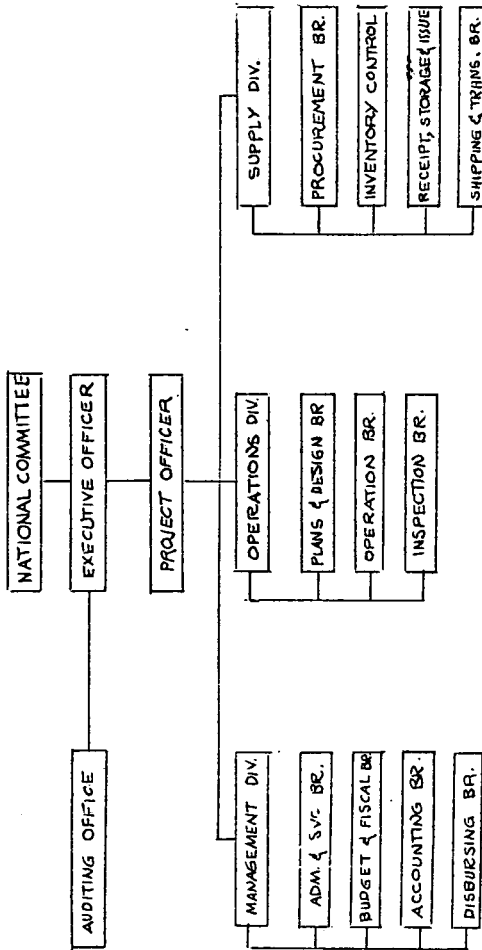 NATIONAL COMMITTEE
AUDITING OFFICE
EXECUTIVE OFFICER
PROJECT OFFICER
MANAGEMENT DIV.
ADM. & SVC BR.
BUDGET & FISCAL BR.
ACCOUNTING BR.
DISBURSING BR.
OPERATIONS DIV.
PLANS & DESIGN BR
OPERATION BR.
INSPECTION BR.
SUPPLY DIV.
PROCUREMENT BR.
INVENTORY CONTROL
RECEIPT, STORAGE & ISSUE
SHIPPING & TRANS. BR.